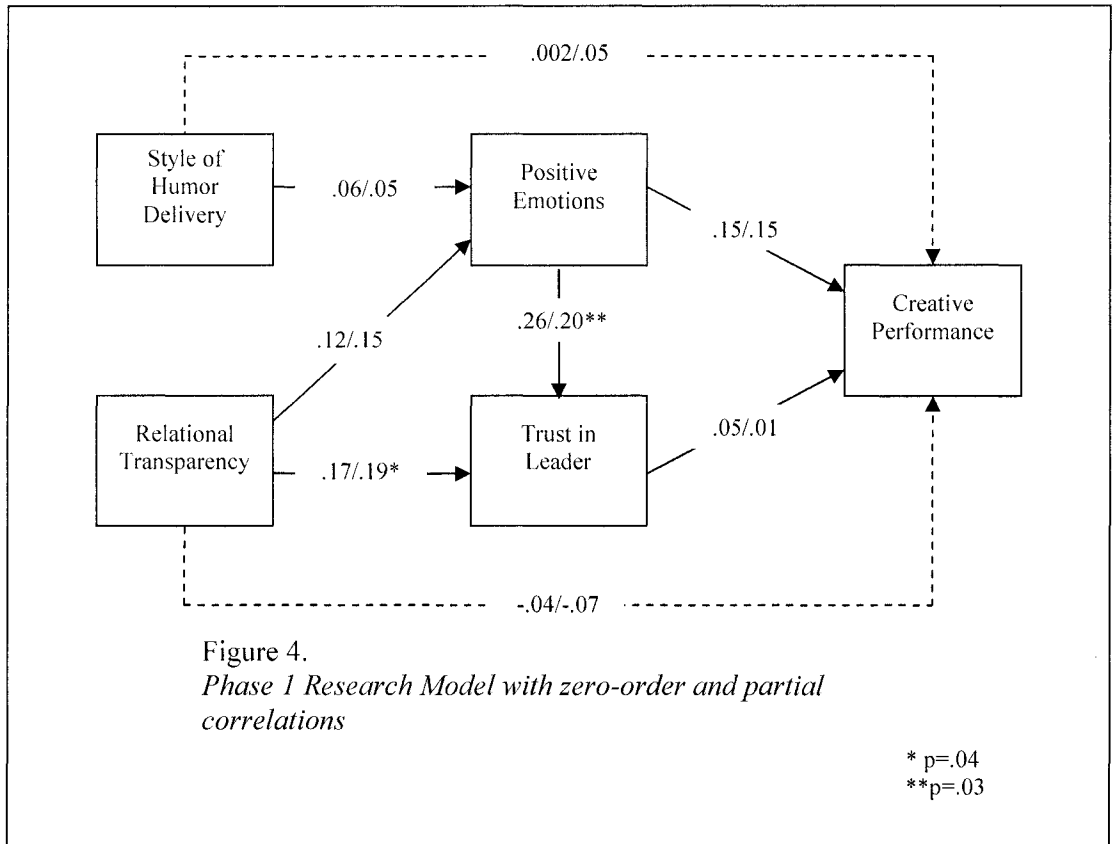 .002/.05
Style of
Humor
Delivery
.06/.05
Positive
Emotions
.15/.15
Creative
Performance
.26/.20**
.12/.15
Relational
Transparency
.17/.19*
Trust in
Leader
.05/.01
-.04/-.07
Figure 4.
Phase 1 Research Model with zero-order and partial
correlations
* p=.04
**p=.03